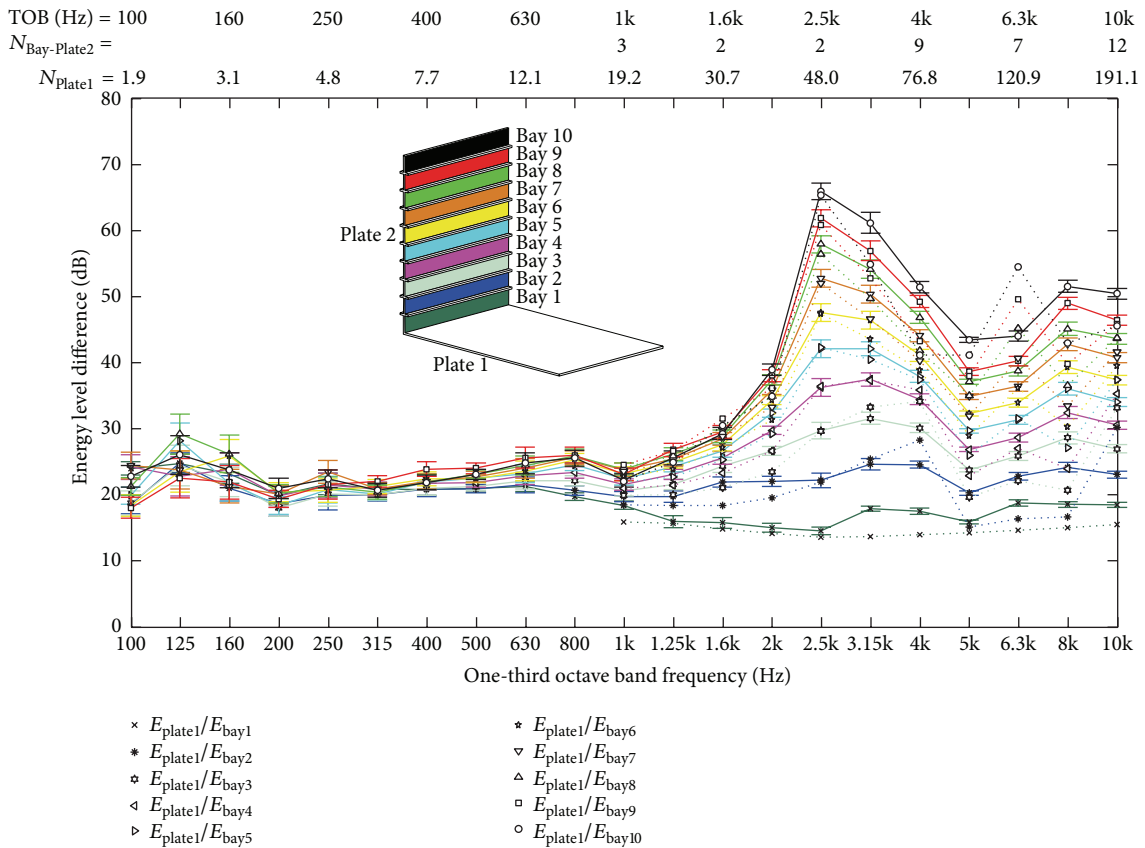 TOB (Hz) = 100 160 250 400 630 1k 1.6k 2.5k 4k 6.3k 10k
N_Bay-Plate2 = 3 2 2 9 7 12
N_Plate1 = 1.9 3.1 4.8 7.7 12.1 19.2 30.7 48.0 76.8 120.9 191.1
80
70
60
50
40
30
20
10
0
Energy level difference (dB)
Bay 10
Bay 9
Bay 8
Bay 7
Bay 6
Bay 5
Bay 4
Bay 3
Bay 2
Bay 1
Plate 2
Plate 1
100 125 160 200 250 315 400 500 630 800 1k 1.25k 1.6k 2k 2.5k 3.15k 4k 5k 6.3k 8k 10k
One-third octave band frequency (Hz)
E_plate1/E_bay1
E_plate1/E_bay2
E_plate1/E_bay3
E_plate1/E_bay4
E_plate1/E_bay5
E_plate1/E_bay6
E_plate1/E_bay7
E_plate1/E_bay8
E_plate1/E_bay9
E_plate1/E_bay10